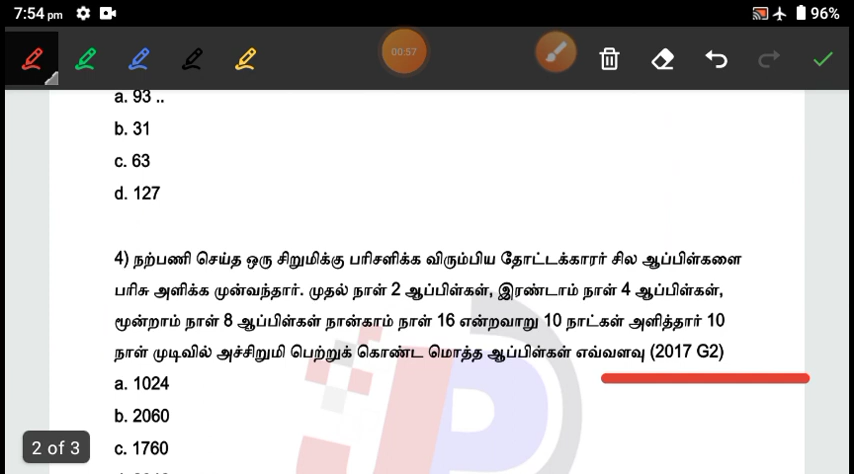 7:54 pm 96%
00:57
a. 93 ..
b. 31
c. 63
d. 127
4) நற்பணி செய்த ஒரு சிறுமிக்கு பரிசளிக்க விரும்பிய தோட்டக்காரர் சில ஆப்பிள்களை
பரிசு அளிக்க முன்வந்தார். முதல் நாள் 2 ஆப்பிள்கள், இரண்டாம் நாள் 4 ஆப்பிள்கள்,
மூன்றாம் நாள் 8 ஆப்பிள்கள் நான்காம் நாள் 16 என்றவாறு 10 நாட்கள் அளித்தார் 10
நாள் முடிவில் அச்சிறுமி பெற்றுக் கொண்ட மொத்த ஆப்பிள்கள் எவ்வளவு (2017 G2)
a. 1024
b. 2060
c. 1760
2 of 3